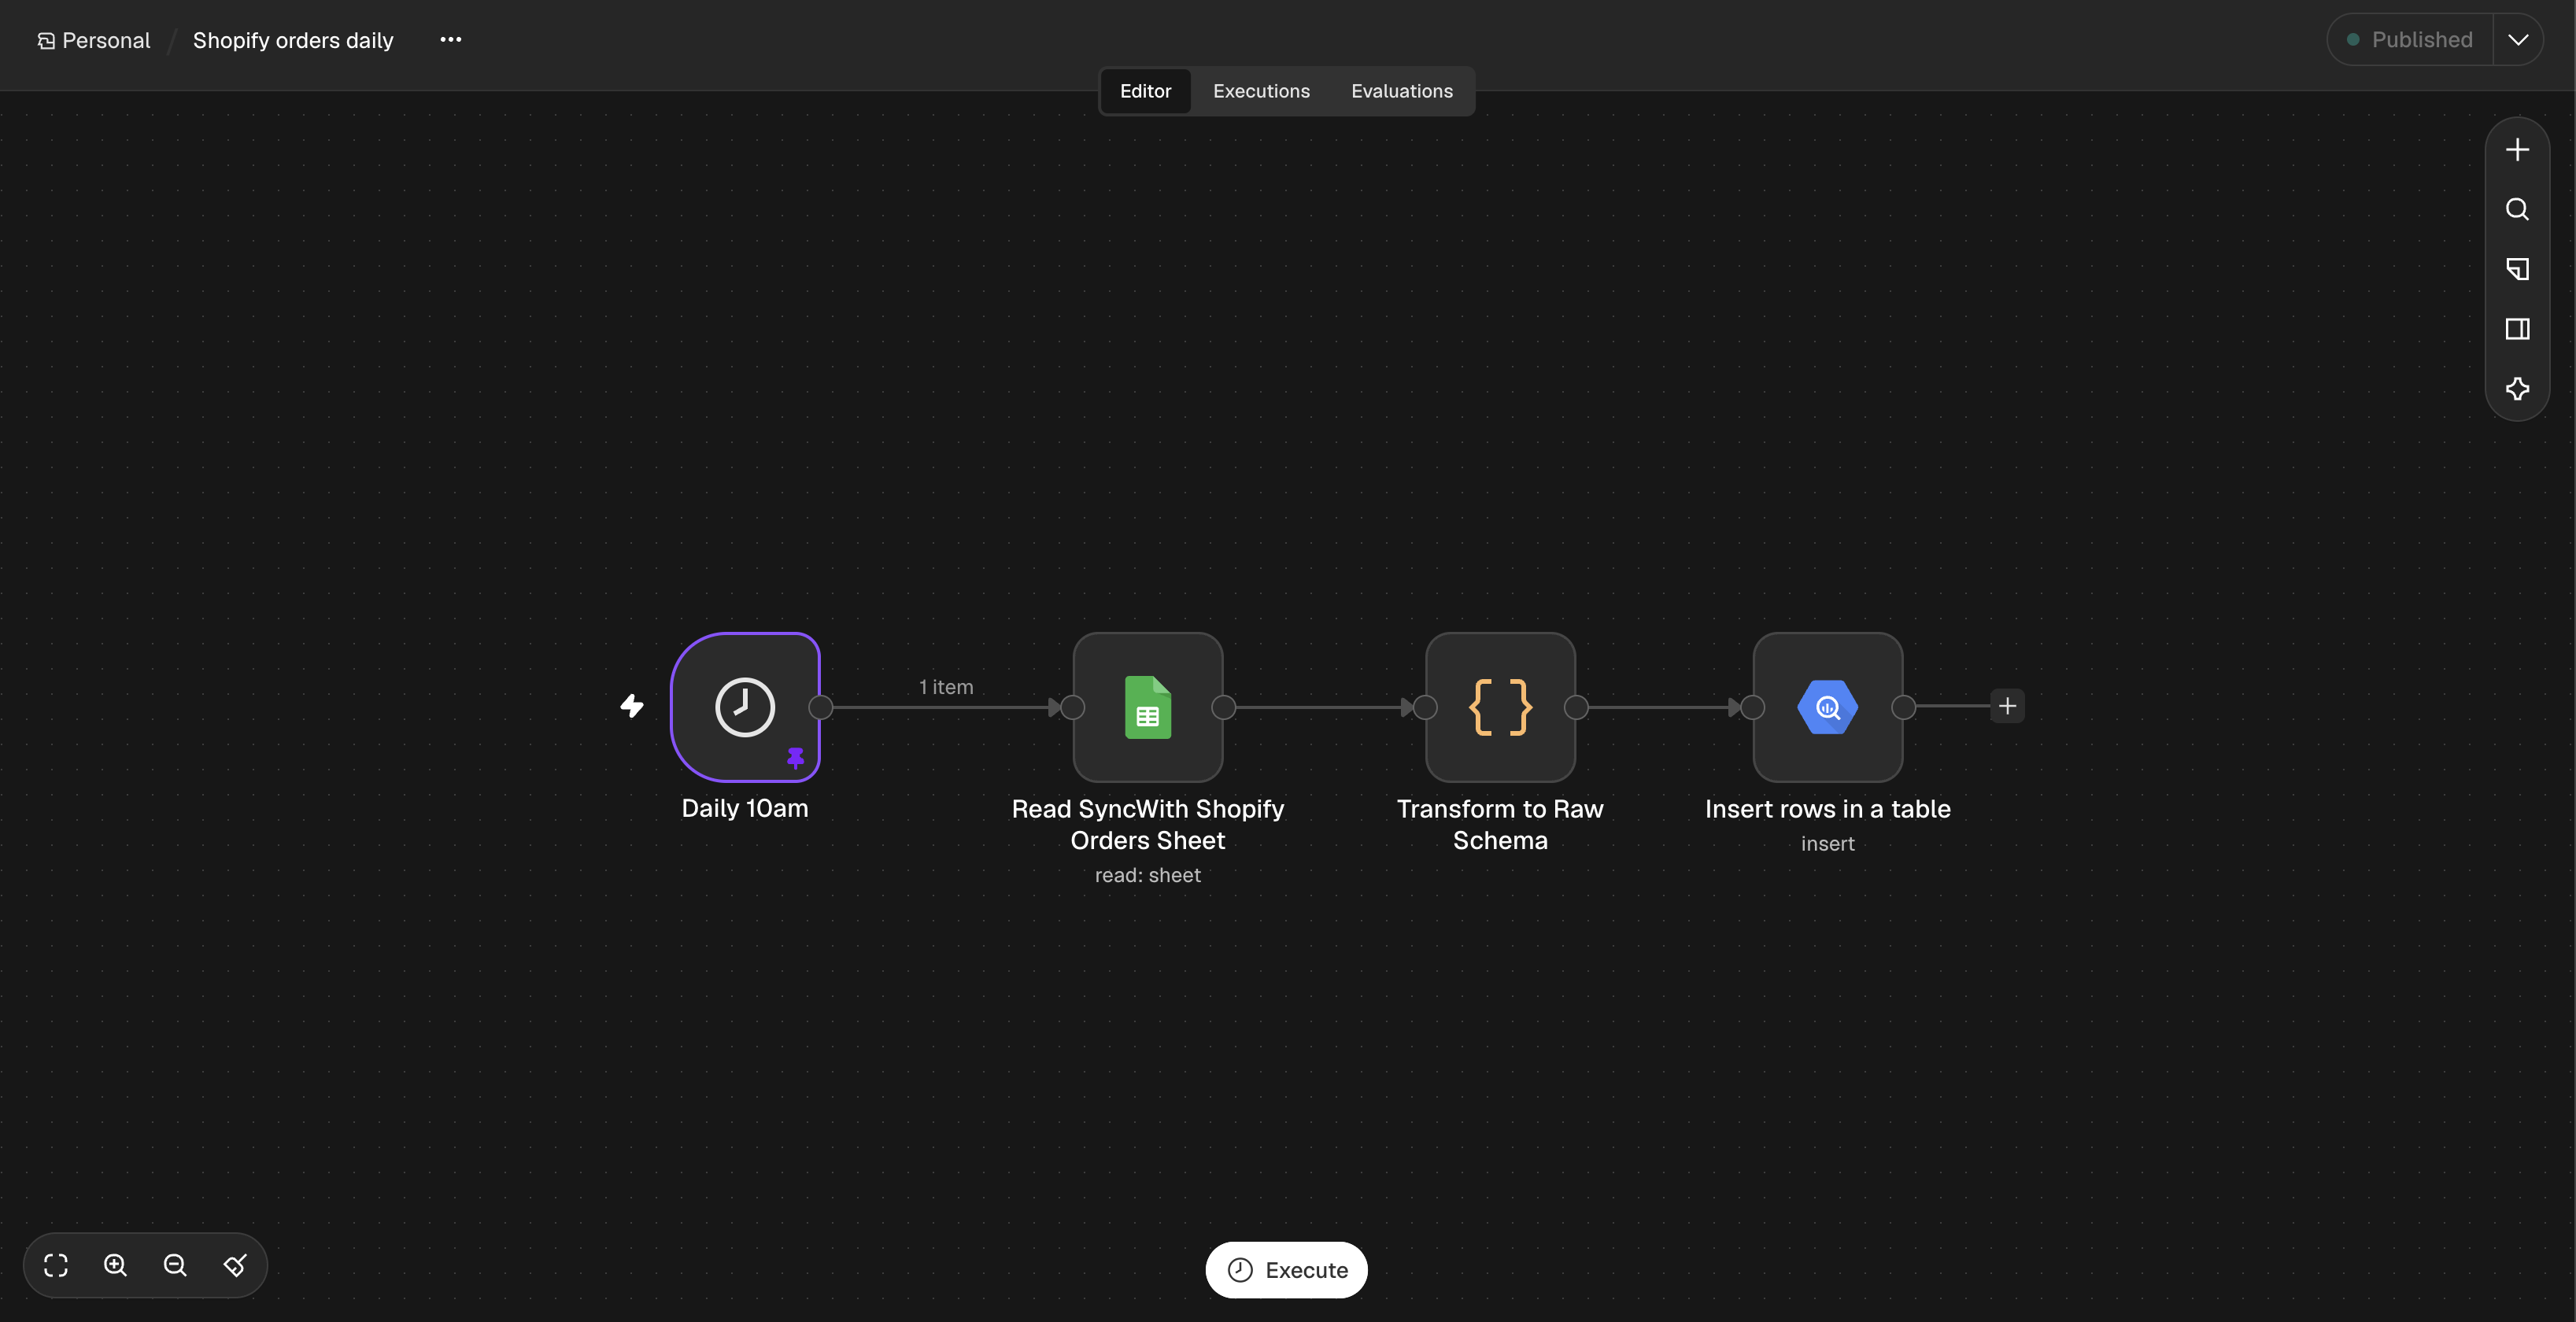 Personal / Shopify orders daily ...
Published
Editor Executions Evaluations
1 item
Daily 10am
Read SyncWith Shopify
Orders Sheet
read: sheet
Transform to Raw
Schema
Insert rows in a table
insert
Execute